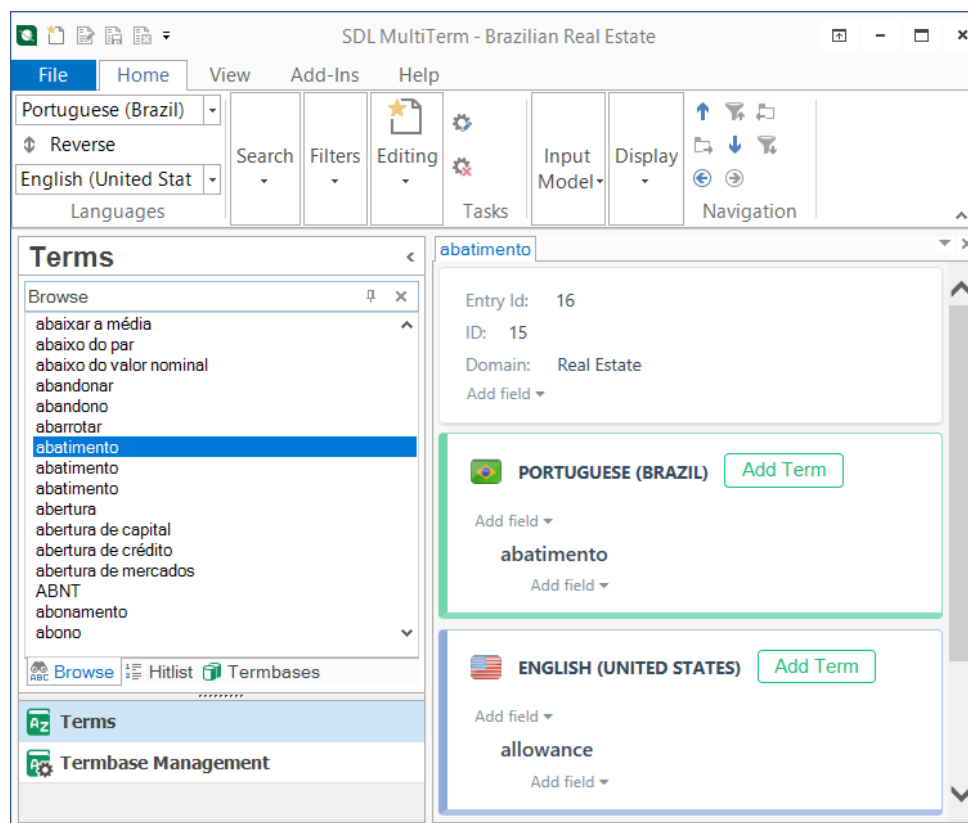 SDL MultiTerm - Brazilian Real Estate
File Home View Add-Ins Help
Portuguese (Brazil)
Reverse
English (United Stat
Languages
Search
Filters
Editing
Tasks
Input
Model
Display
Navigation
Terms
Browse
abaixar a média
abaixo do par
abaixo do valor nominal
abandonar
abandono
abarrotar
abatimento
abatimento
abatimento
abertura
abertura de capital
abertura de crédito
abertura de mercados
ABNT
abonamento
abono
ABC Browse Hitlist Termbases
AZ Terms
Termbase Management
abatimento
Entry Id: 16
ID: 15
Domain: Real Estate
Add field
PORTUGUESE (BRAZIL) Add Term
Add field
abatimento
Add field
ENGLISH (UNITED STATES) Add Term
Add field
allowance
Add field